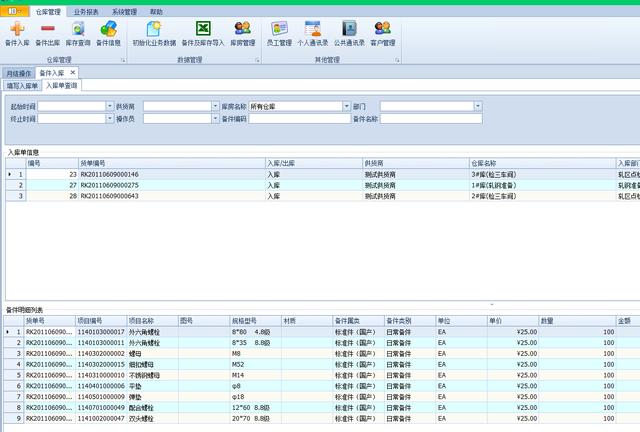 仓库管理 业务报表 系统管理 帮助
备件入库 备件出库 库存查询 备件信息 初始化业务数据 备件及库存导入 库房管理 员工管理 个人通讯录 公共通讯录 客户管理
仓库管理 数据管理 其他管理
月结操作 备件入库 ×
填写入库单 入库单查询
起始时间 供货商 库房名称 所有仓库 部门
终止时间 操作员 备件编码 备件名称
入库单信息
编号 货单编号 入库/出库 供货商 仓库名称 入库部门
1 23 RK20110609000146 入库 测试供货商 3#库(检三车间) 轧区点检
2 27 RK20110609000275 入库 测试供货商 1#库(轧钢准备)
3 28 RK20110609000643 入库 测试供货商 2#库(检三车间) 轧区点检
备件明细列表
货单号 项目编号 项目名称 图号 规格型号 材质 备件属类 备件类别 单位 单价 数量 金额
1 RK201106090... 1140103000017 外六角螺栓 8*80 4.8级 标准件（国产） 日常备件 EA ¥25.00 100
2 RK201106090... 1140103000011 外六角螺栓 8*35 4.8级 标准件（国产） 日常备件 EA ¥25.00 100
3 RK201106090... 1140302000002 螺母 M8 标准件（国产） 日常备件 EA ¥25.00 100
4 RK201106090... 1140302000015 细扣螺母 M52 标准件（国产） 日常备件 EA ¥25.00 100
5 RK201106090... 1140310000010 不锈钢螺母 M14 标准件（国产） 日常备件 EA ¥25.00 100
6 RK201106090... 1140401000006 平垫 φ8 标准件（国产） 日常备件 EA ¥25.00 100
7 RK201106090... 1140501000009 弹垫 φ18 标准件（国产） 日常备件 EA ¥25.00 100
8 RK201106090... 1140701000049 配合螺栓 12*60 8.8级 标准件（国产） 日常备件 EA ¥25.00 100
9 RK201106090... 1141002000047 双头螺栓 20*70 8.8级 标准件（国产） 日常备件 EA ¥25.00 100